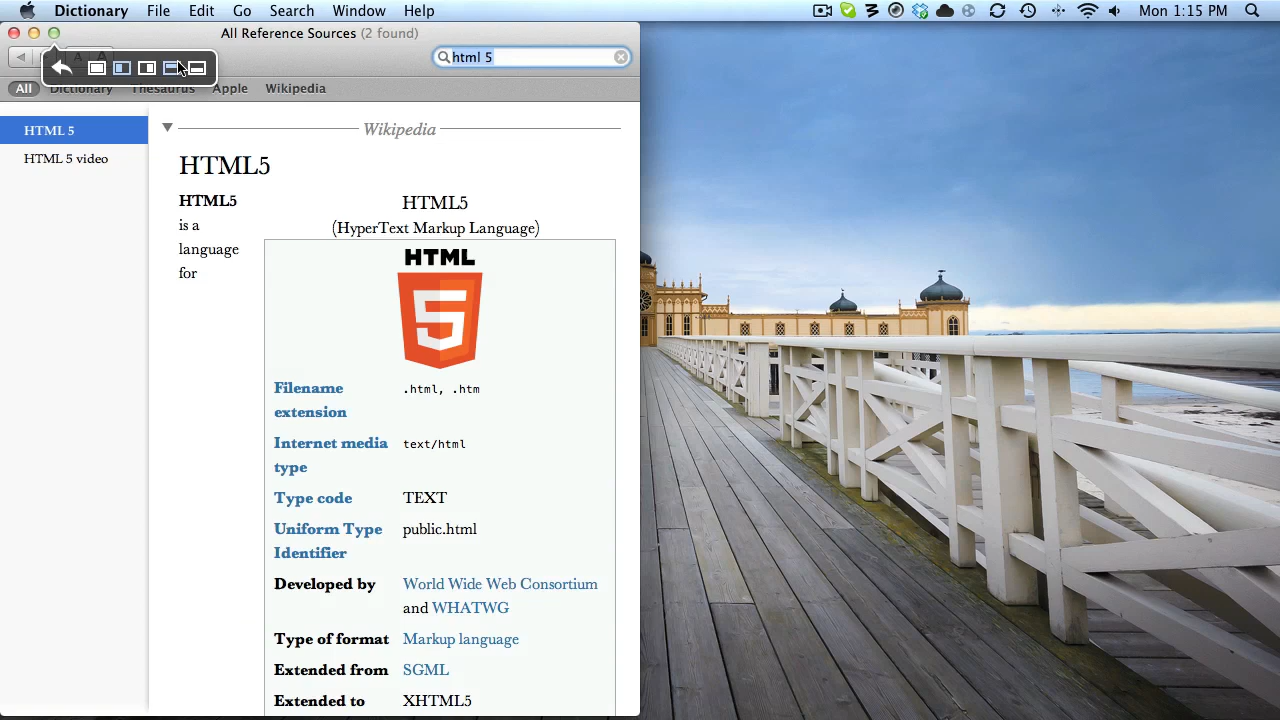 Dictionary File Edit Go Search Window Help Mon 1:15 PM
All Reference Sources (2 found)
html 5
All Dictionary Thesaurus Apple Wikipedia
HTML 5
HTML 5 video
Wikipedia
HTML5
HTML5
is a
language
for
HTML5
(HyperText Markup Language)
HTML
5
Filename
extension
.html, .htm
Internet media
type
text/html
Type code
TEXT
Uniform Type
Identifier
public.html
Developed by
World Wide Web Consortium
and WHATWG
Type of format
Markup language
Extended from
SGML
Extended to
XHTML5